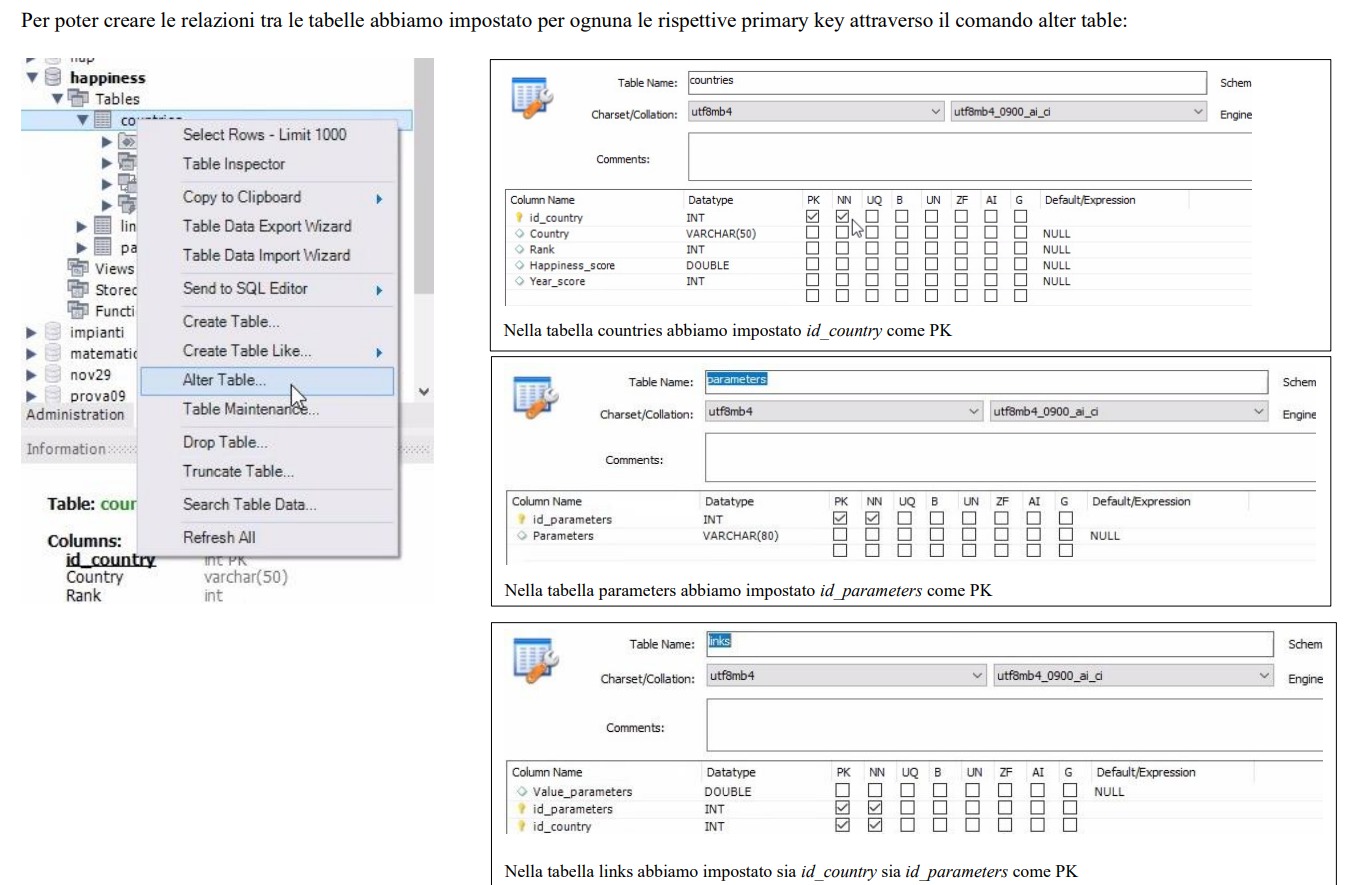 Per poter creare le relazioni tra le tabelle abbiamo impostato per ognuna le rispettive primary key attraverso il comando alter table:
happiness
Tables
countries
Select Rows - Limit 1000
Table Inspector
Copy to Clipboard
Table Data Export Wizard
Table Data Import Wizard
Send to SQL Editor
Create Table...
Create Table Like...
Alter Table...
Table Maintenance...
Drop Table...
Truncate Table...
Search Table Data...
Refresh All
lin
pa
Views
Stored
Functi
impianti
matematic
nov29
prova09
Administration
Information
Table: cour
Columns:
id_country int PK
Country varchar(50)
Rank int
Table Name: countries Schem
Charset/Collation: utf8mb4 utf8mb4_0900_ai_ci Engine
Comments:
Column Name Datatype PK NN UQ B UN ZF AI G Default/Expression
id_country INT
Country VARCHAR(50) NULL
Rank INT NULL
Happiness_score DOUBLE NULL
Year_score INT NULL
Nella tabella countries abbiamo impostato id_country come PK
Table Name: parameters Schem
Charset/Collation: utf8mb4 utf8mb4_0900_ai_ci Engine
Comments:
Column Name Datatype PK NN UQ B UN ZF AI G Default/Expression
id_parameters INT
Parameters VARCHAR(80) NULL
Nella tabella parameters abbiamo impostato id_parameters come PK
Table Name: links Schem
Charset/Collation: utf8mb4 utf8mb4_0900_ai_ci Engine
Comments:
Column Name Datatype PK NN UQ B UN ZF AI G Default/Expression
Value_parameters DOUBLE NULL
id_parameters INT
id_country INT
Nella tabella links abbiamo impostato sia id_country sia id_parameters come PK